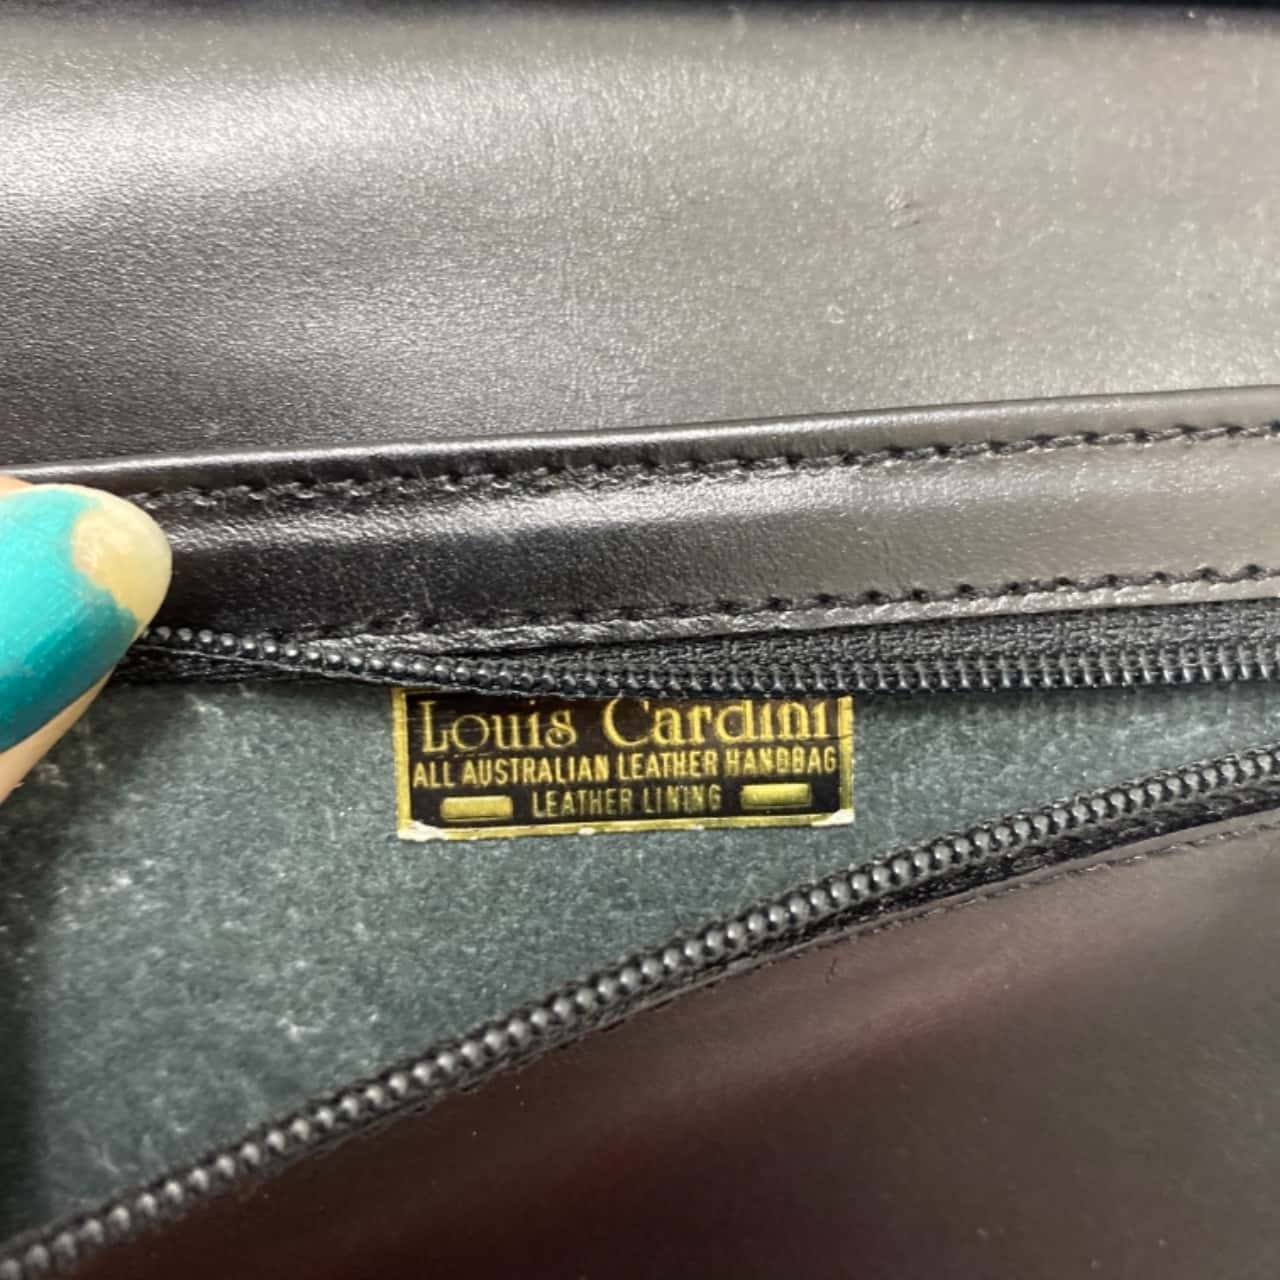 Louis Cardini
ALL AUSTRALIAN LEATHER HANDBAG
LEATHER LINING